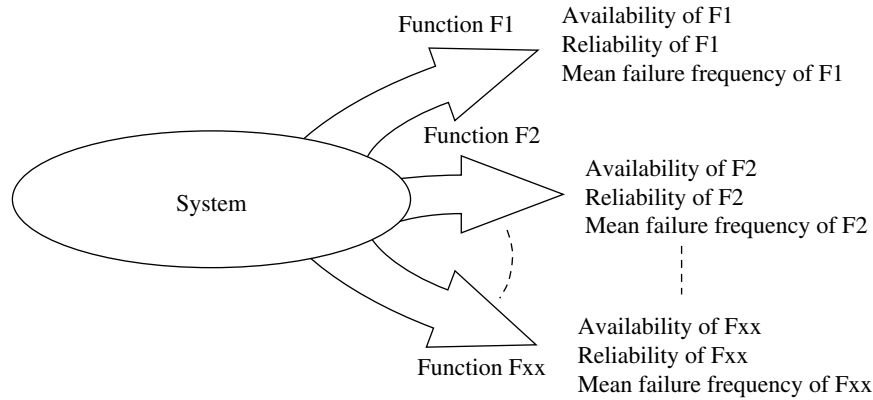 Function F1
Availability of F1
Reliability of F1
Mean failure frequency of F1
Function F2
Availability of F2
Reliability of F2
Mean failure frequency of F2
System
Function Fxx
Availability of Fxx
Reliability of Fxx
Mean failure frequency of Fxx